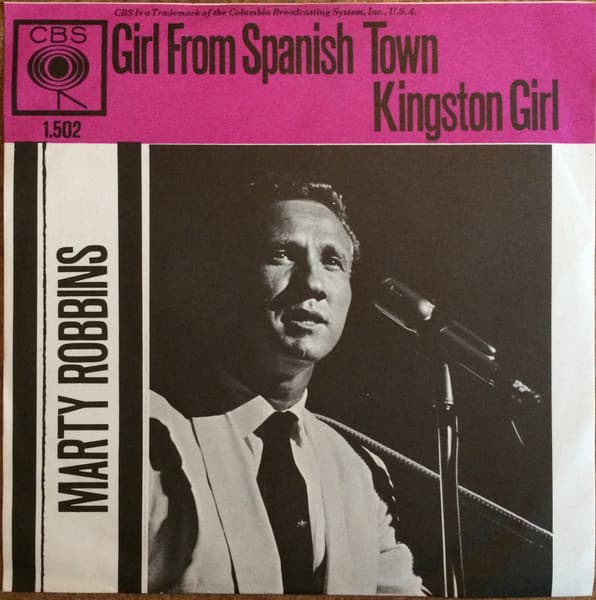 CBS Is a Trademark of the Columbia Broadcasting System, Inc., U.S.A.
CBS
Girl From Spanish Town
Kingston Girl
1.502
MARTY ROBBINS